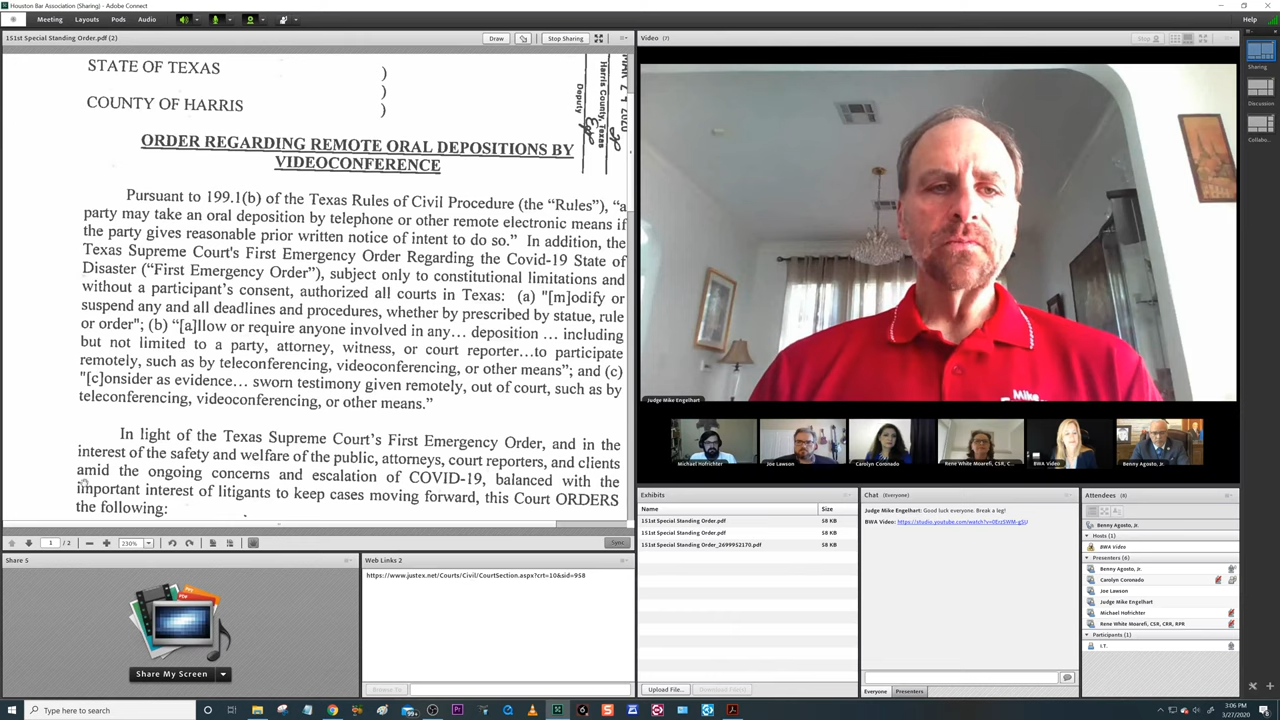 Houston Bar Association (Sharing) - Adobe Connect
Meeting Layouts Pods Audio
Help
151st Special Standing Order.pdf (2)
Draw
Stop Sharing
STATE OF TEXAS )
)
COUNTY OF HARRIS )
Harris County, Texas
Deputy
ORDER REGARDING REMOTE ORAL DEPOSITIONS BY
VIDEOCONFERENCE
Pursuant to 199.1(b) of the Texas Rules of Civil Procedure (the “Rules”), “a
party may take an oral deposition by telephone or other remote electronic means if
the party gives reasonable prior written notice of intent to do so.” In addition, the
Texas Supreme Court's First Emergency Order Regarding the Covid-19 State of
Disaster (“First Emergency Order”), subject only to constitutional limitations and
without a participant’s consent, authorized all courts in Texas: (a) "[m]odify or
suspend any and all deadlines and procedures, whether by prescribed by statue, rule
or order"; (b) “[a]llow or require anyone involved in any… deposition … including
but not limited to a party, attorney, witness, or court reporter…to participate
remotely, such as by teleconferencing, videoconferencing, or other means”; and (c)
"[c]onsider as evidence… sworn testimony given remotely, out of court, such as by
teleconferencing, videoconferencing, or other means.”
In light of the Texas Supreme Court’s First Emergency Order, and in the
interest of the safety and welfare of the public, attorneys, court reporters, and clients
amid the ongoing concerns and escalation of COVID-19, balanced with the
important interest of litigants to keep cases moving forward, this Court ORDERS
the following:
1 / 2
230%
Sync
Share 5
Share My Screen
Web Links 2
https://www.justex.net/Courts/Civil/CourtSection.aspx?crt=10&sid=958
Browse To
Video (7)
Stop
Judge Mike Engelhart
Mike
Michael Hofrichter
Joe Lawson
Carolyn Coronado
Rene White Moarefi, CSR, C...
BWA Video
Benny Agosto, Jr.
Exhibits
Name Size
151st Special Standing Order.pdf 58 KB
151st Special Standing Order.pdf 58 KB
151st Special Standing Order_2699952170.pdf 58 KB
Upload File...
Download File(s)
Chat (Everyone)
Judge Mike Engelhart: Good luck everyone. Break a leg!
Everyone Presenters
Attendees (8)
Benny Agosto, Jr.
Hosts (1)
BWA Video
Presenters (6)
Benny Agosto, Jr.
Carolyn Coronado
Joe Lawson
Judge Mike Engelhart
Michael Hofrichter
Rene White Moarefi, CSR, CRR, RPR
Participants (1)
I.T.
Sharing
Discussion
Collabo...
Type here to search
3:06 PM
3/27/2020